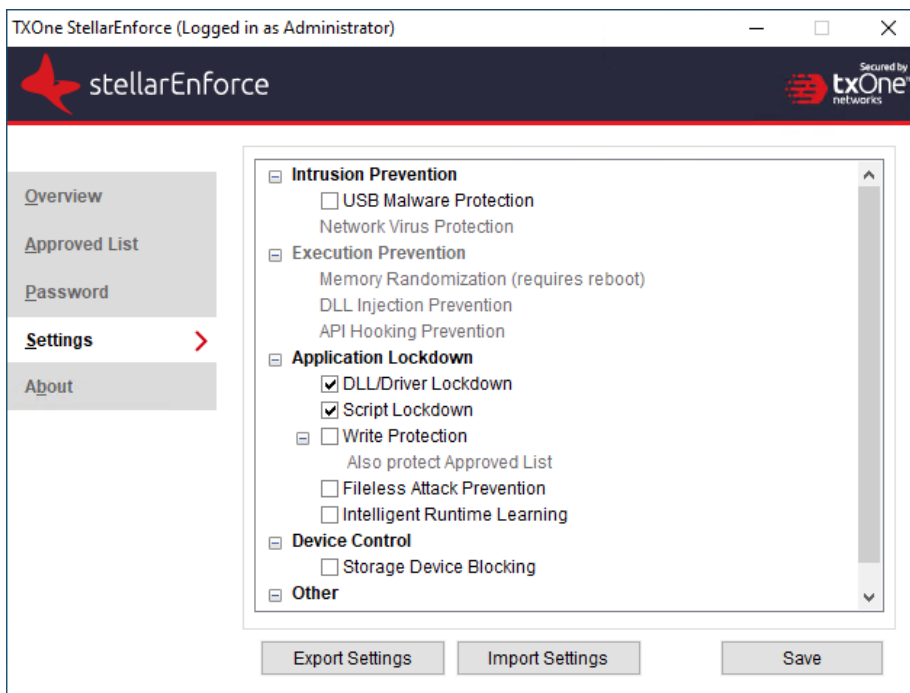 TXOne StellarEnforce (Logged in as Administrator)
stellarEnforce
Secured by
txOne
networks
Overview
Approved List
Password
Settings
About
Intrusion Prevention
USB Malware Protection
Network Virus Protection
Execution Prevention
Memory Randomization (requires reboot)
DLL Injection Prevention
API Hooking Prevention
Application Lockdown
DLL/Driver Lockdown
Script Lockdown
Write Protection
Also protect Approved List
Fileless Attack Prevention
Intelligent Runtime Learning
Device Control
Storage Device Blocking
Other
Export Settings
Import Settings
Save